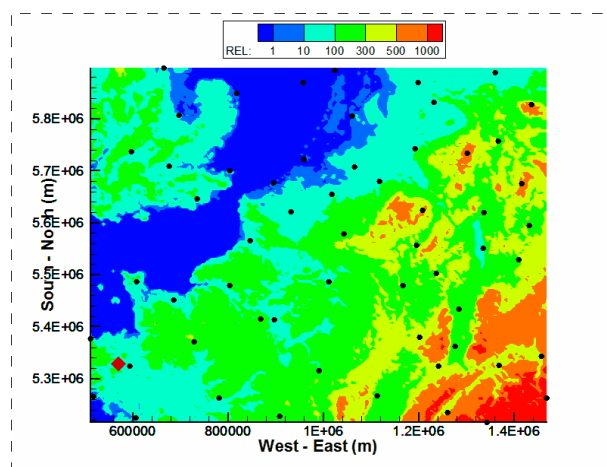 REL: 1 10 100 300 500 1000
5.8E+06
5.7E+06
5.6E+06
5.5E+06
5.4E+06
5.3E+06
South - North (m)
600000 800000 1E+06 1.2E+06 1.4E+06
West - East (m)